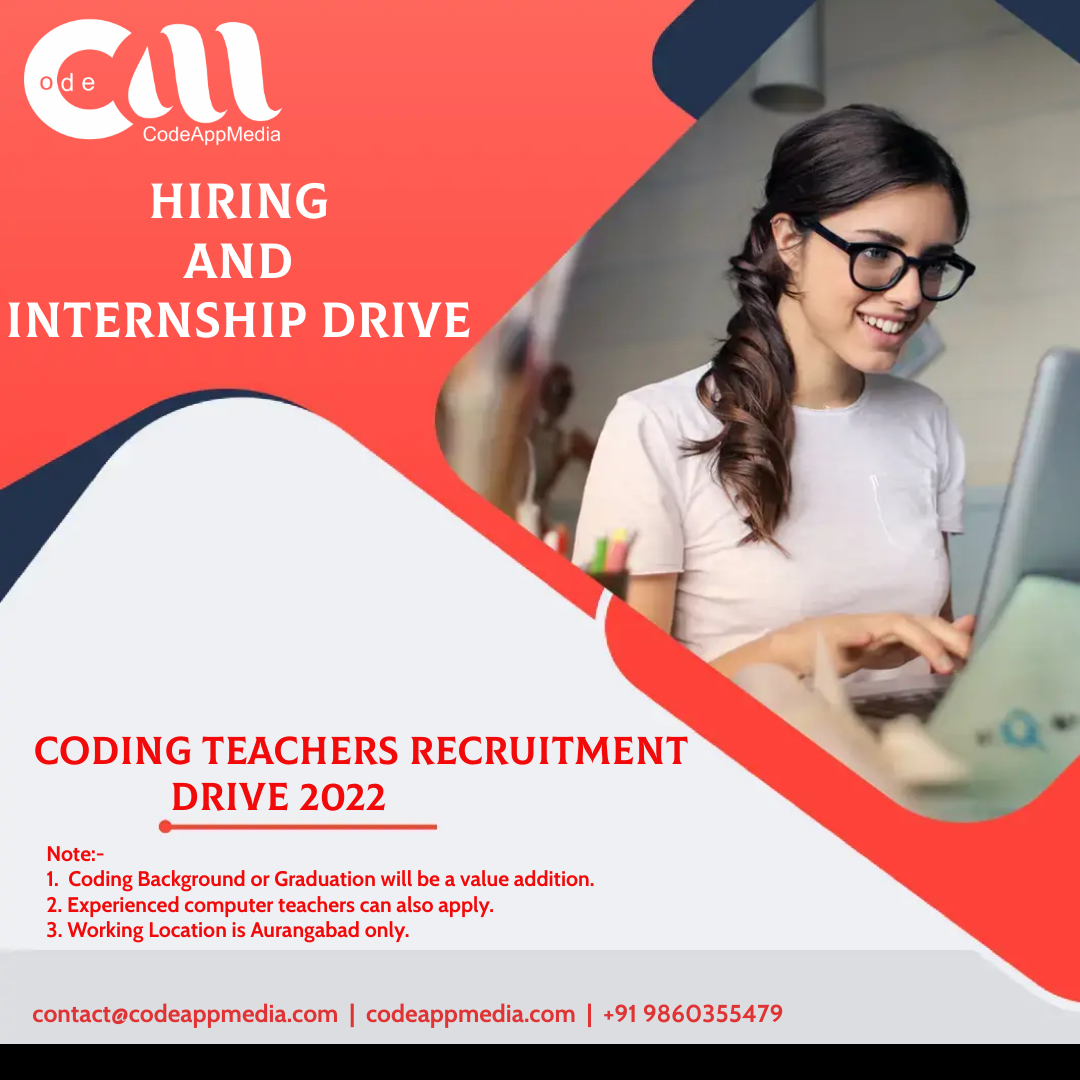 ode
CAM
CodeAppMedia
HIRING
AND
INTERNSHIP DRIVE
CODING TEACHERS RECRUITMENT
DRIVE 2022
Note:-
1. Coding Background or Graduation will be a value addition.
2. Experienced computer teachers can also apply.
3. Working Location is Aurangabad only.
contact@codeappmedia.com | codeappmedia.com | +91 9860355479